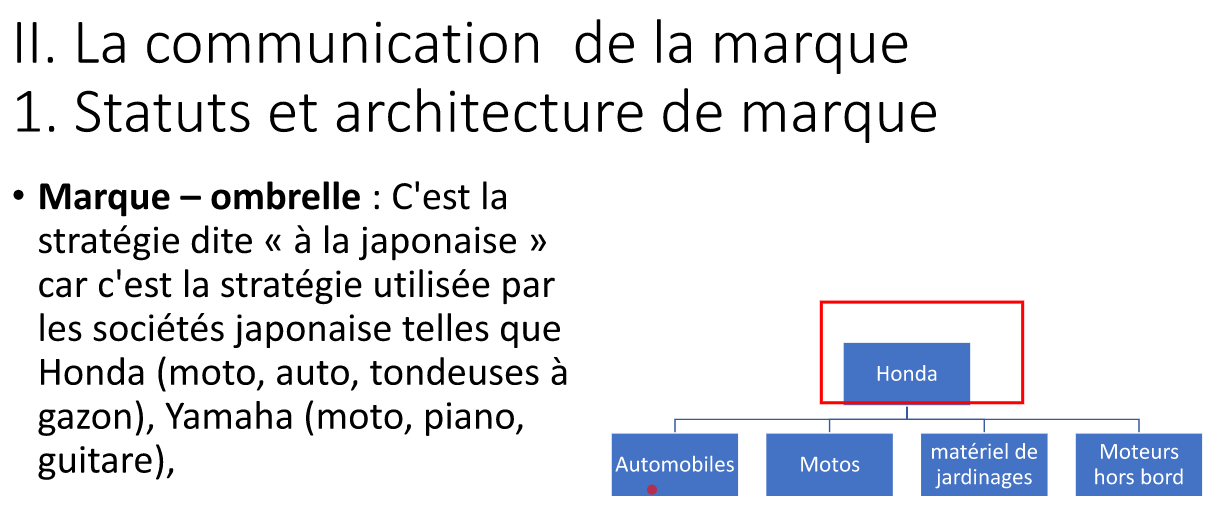 II. La communication  de la marque
1. Statuts et architecture de marque
• Marque – ombrelle : C'est la
stratégie dite « à la japonaise »
car c'est la stratégie utilisée par
les sociétés japonaise telles que
Honda (moto, auto, tondeuses à
gazon), Yamaha (moto, piano,
guitare),
Honda
Automobiles
Motos
matériel de
jardinages
Moteurs
hors bord